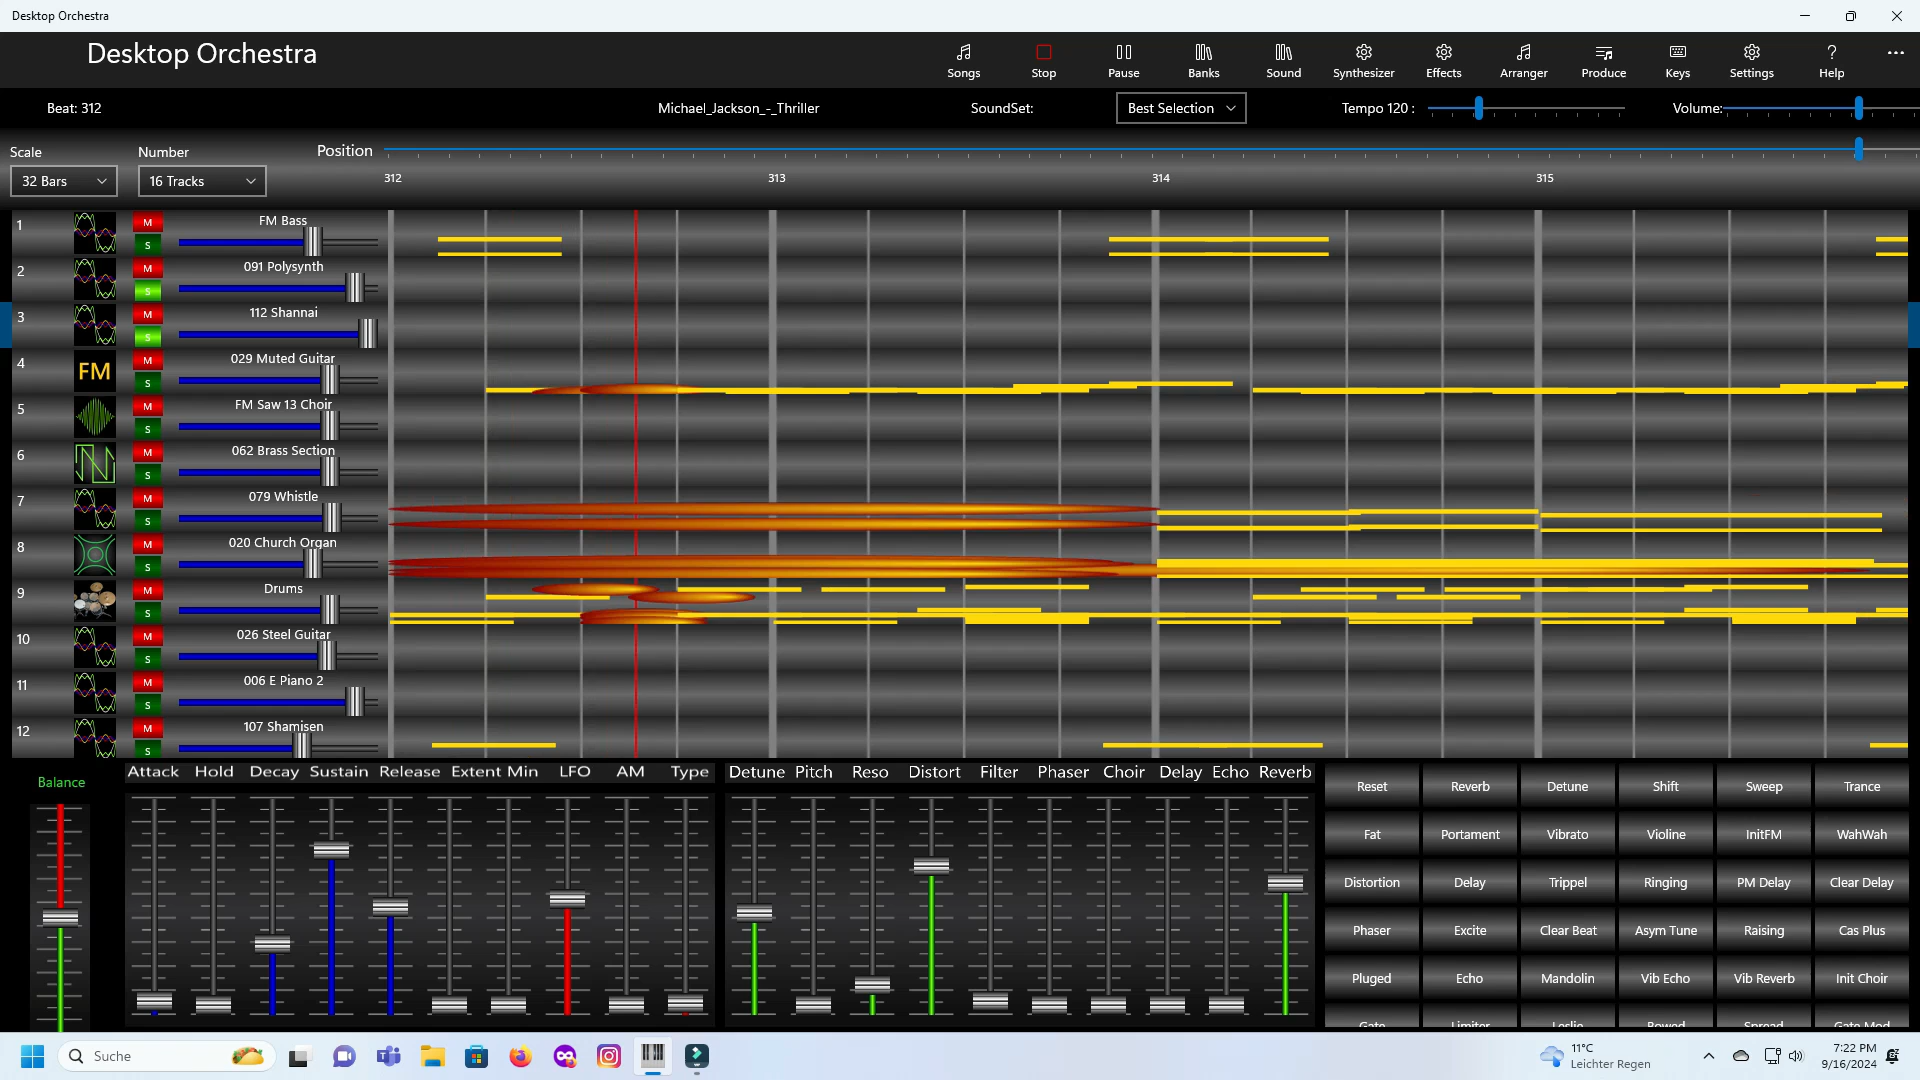 Desktop Orchestra
Desktop Orchestra
Songs Stop Pause Banks Sound Synthesizer Effects Arranger Produce Keys Settings Help
Beat: 312 Michael_Jackson_-_Thriller SoundSet: Best Selection Tempo 120 : Volume:
Scale Number Position
32 Bars 16 Tracks 312 313 314 315
1 M FM Bass
S
2 M 091 Polysynth
S
3 M 112 Shannai
S
4 FM M 029 Muted Guitar
S
5 M FM Saw 13 Choir
S
6 M 062 Brass Section
S
7 M 079 Whistle
S
8 M 020 Church Organ
S
9 M Drums
S
10 M 026 Steel Guitar
S
11 M 006 E Piano 2
S
12 M 107 Shamisen
S
Balance Attack Hold Decay Sustain Release Extent Min LFO AM Type Detune Pitch Reso Distort Filter Phaser Choir Delay Echo Reverb
Reset Reverb Detune Shift Sweep Trance
Fat Portament Vibrato Violine InitFM WahWah
Distortion Delay Trippel Ringing PM Delay Clear Delay
Phaser Excite Clear Beat Asym Tune Raising Cas Plus
Pluged Echo Mandolin Vib Echo Vib Reverb Init Choir
Gate Limiter Leslie Bowed Spread Gate Mod
Suche
11°C
Leichter Regen
7:22 PM
9/16/2024